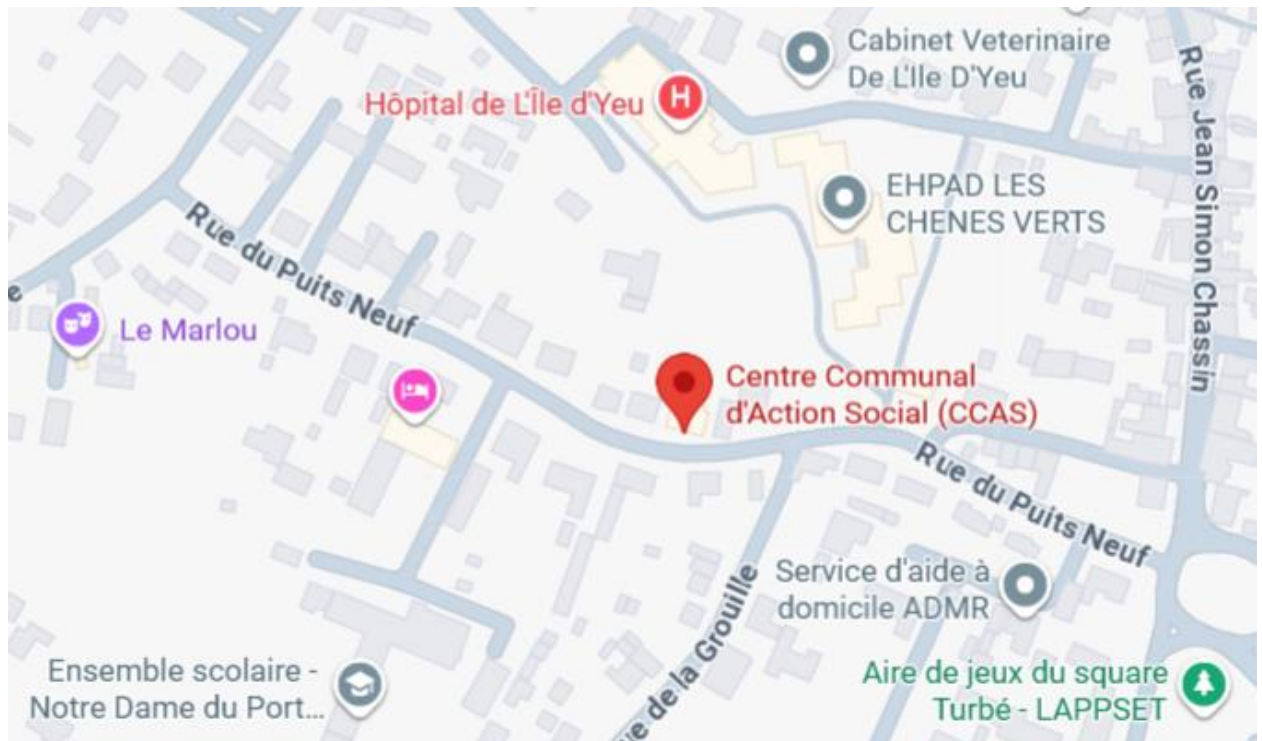 Cabinet Veterinaire
De L'Ile D'Yeu
Hôpital de L'Île d'Yeu
H
Rue Jean Simon Chassin
EHPAD LES
CHENES VERTS
Rue du Puits Neuf
Le Marlou
Centre Communal
d'Action Social (CCAS)
Rue du Puits Neuf
Service d'aide à
domicile ADMR
e de la Grouille
Ensemble scolaire -
Notre Dame du Port...
Aire de jeux du square
Turbé - LAPPSET